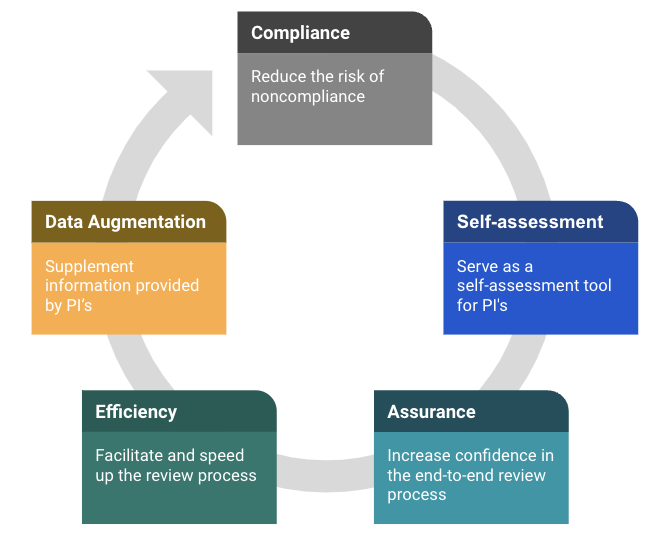 Compliance
Reduce the risk of
noncompliance
Self-assessment
Serve as a
self-assessment tool
for PI's
Assurance
Increase confidence in
the end-to-end review
process
Efficiency
Facilitate and speed
up the review process
Data Augmentation
Supplement
information provided
by PI's